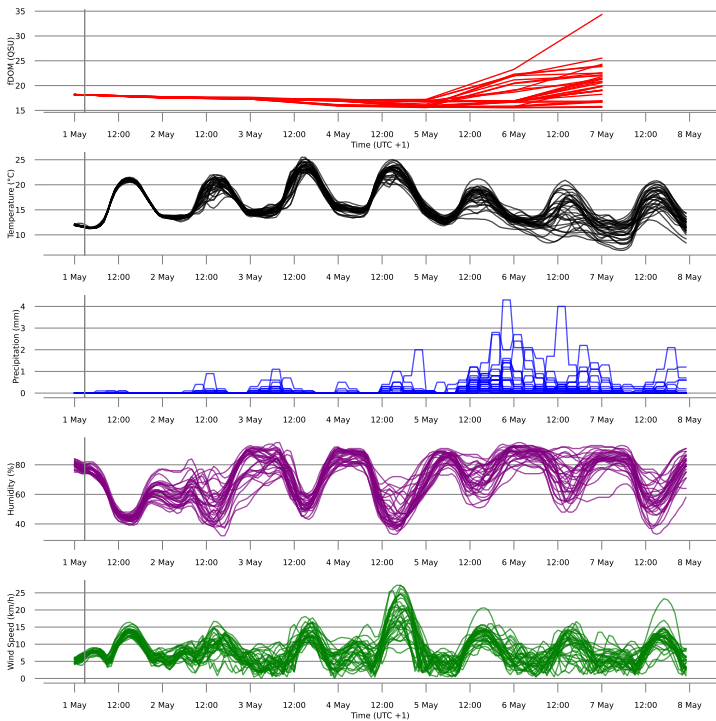 35
30
25
20
15
fDOM (QSU)
1 May 12:00 2 May 12:00 3 May 12:00 4 May 12:00 5 May 12:00 6 May 12:00 7 May 12:00 8 May
Time (UTC +1)
25
20
15
10
Temperature (°C)
1 May 12:00 2 May 12:00 3 May 12:00 4 May 12:00 5 May 12:00 6 May 12:00 7 May 12:00 8 May
4
3
2
1
0
Precipitation (mm)
1 May 12:00 2 May 12:00 3 May 12:00 4 May 12:00 5 May 12:00 6 May 12:00 7 May 12:00 8 May
80
60
40
Humidity (%)
1 May 12:00 2 May 12:00 3 May 12:00 4 May 12:00 5 May 12:00 6 May 12:00 7 May 12:00 8 May
25
20
15
10
5
0
Wind Speed (km/h)
1 May 12:00 2 May 12:00 3 May 12:00 4 May 12:00 5 May 12:00 6 May 12:00 7 May 12:00 8 May
Time (UTC +1)